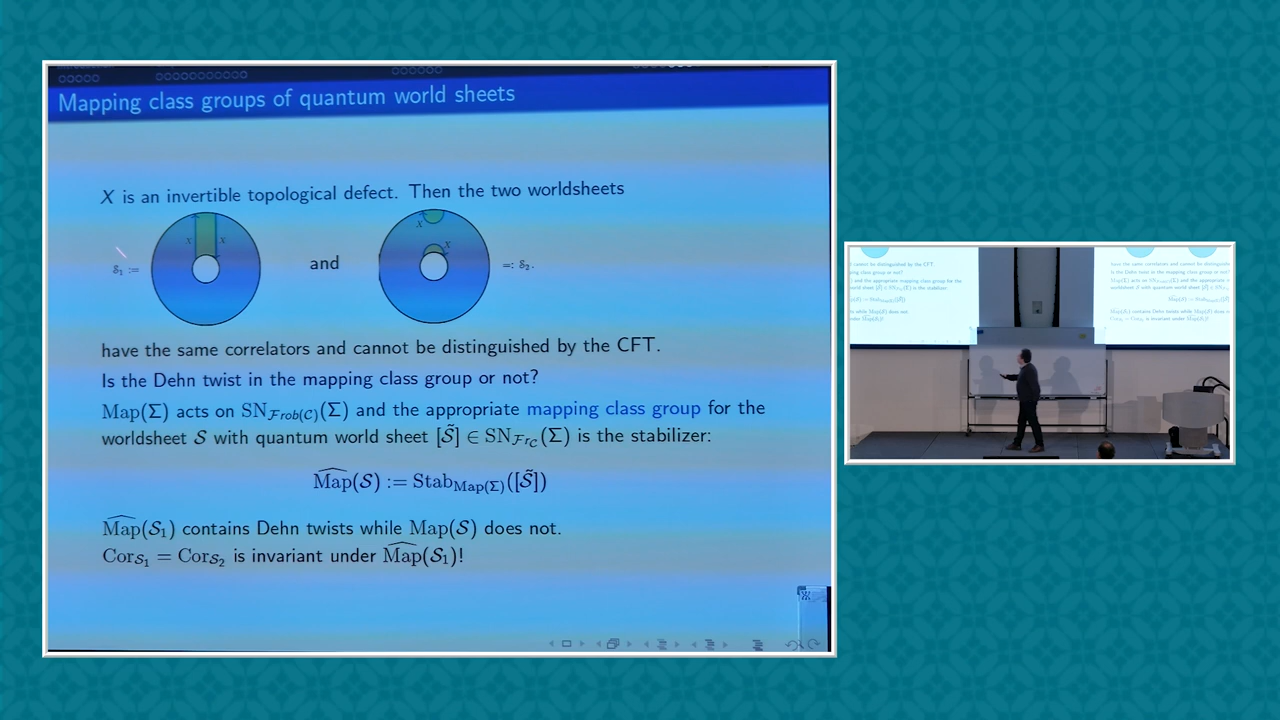 Mapping class groups of quantum world sheets
X is an invertible topological defect. Then the two worldsheets
X X
X X
𝒮₁ := and =: 𝒮₂.
have the same correlators and cannot be distinguished by the CFT.
Is the Dehn twist in the mapping class group or not?
Map(Σ) acts on SN_{ℱrob(𝒞)}(Σ) and the appropriate mapping class group for the
worldsheet 𝒮 with quantum world sheet [𝒮̃] ∈ SN_{ℱr_𝒞}(Σ) is the stabilizer:
M͡ap(𝒮) := Stab_{Map(Σ)}([𝒮̃])
M͡ap(𝒮₁) contains Dehn twists while Map(𝒮) does not.
Cor_{𝒮₁} = Cor_{𝒮₂} is invariant under M͡ap(𝒮₁)!